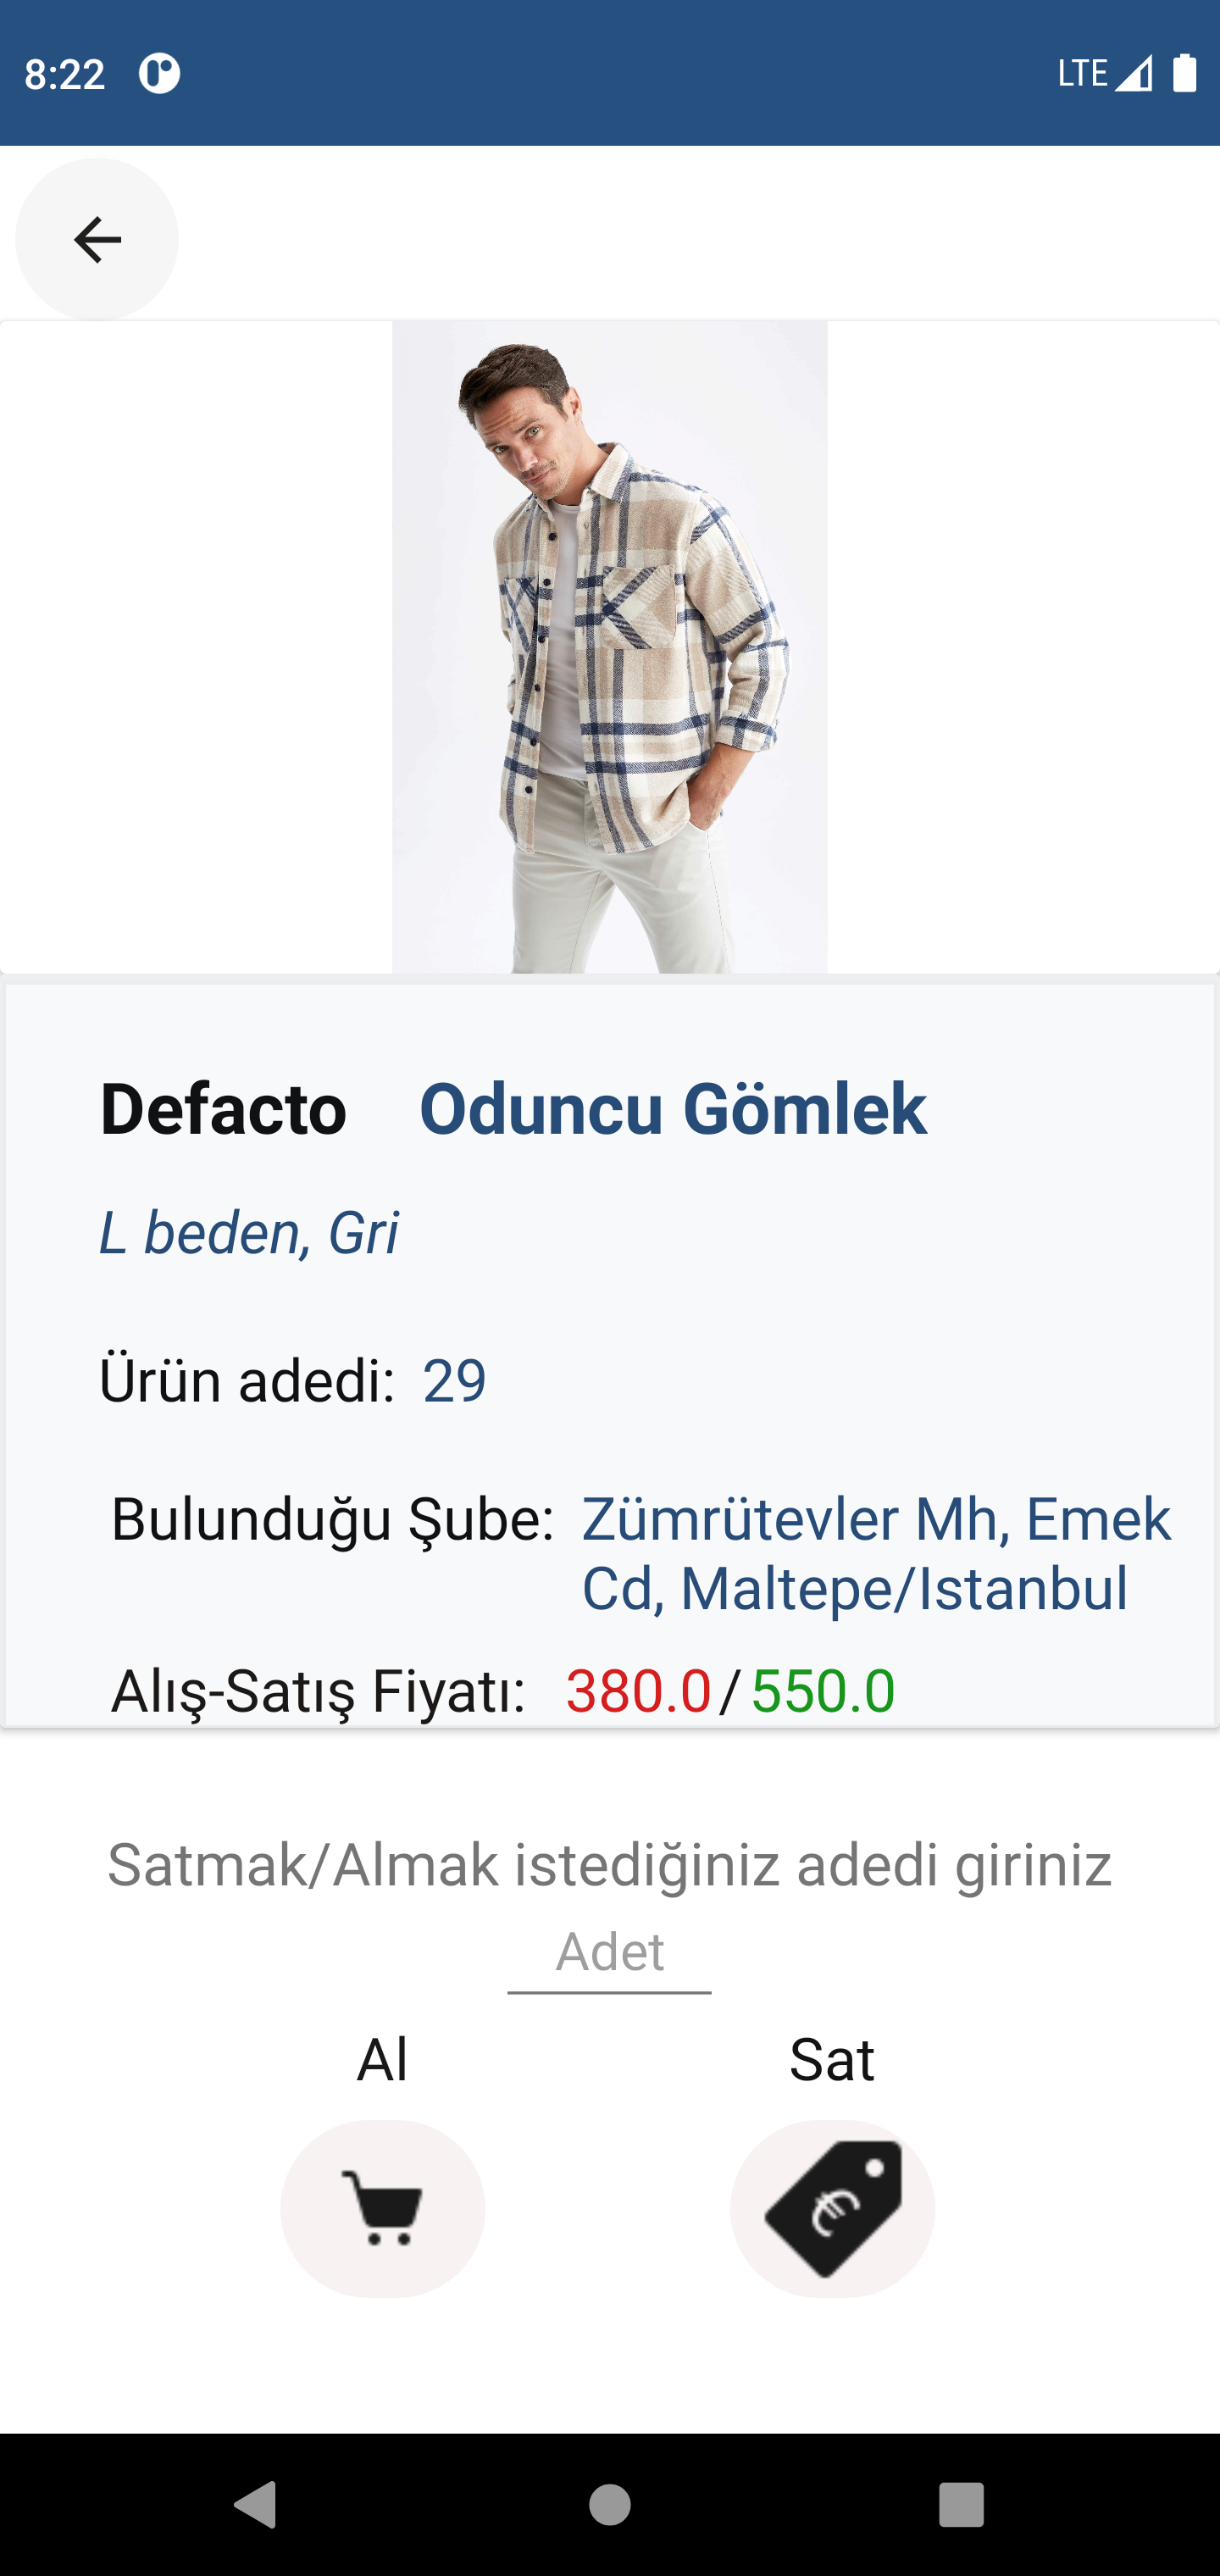 8:22
LTE
Defacto Oduncu Gömlek
L beden, Gri
Ürün adedi: 29
Bulunduğu Şube: Zümrütevler Mh, Emek
Cd, Maltepe/Istanbul
Alış-Satış Fiyatı: 380.0/550.0
Satmak/Almak istediğiniz adedi giriniz
Adet
Al Sat